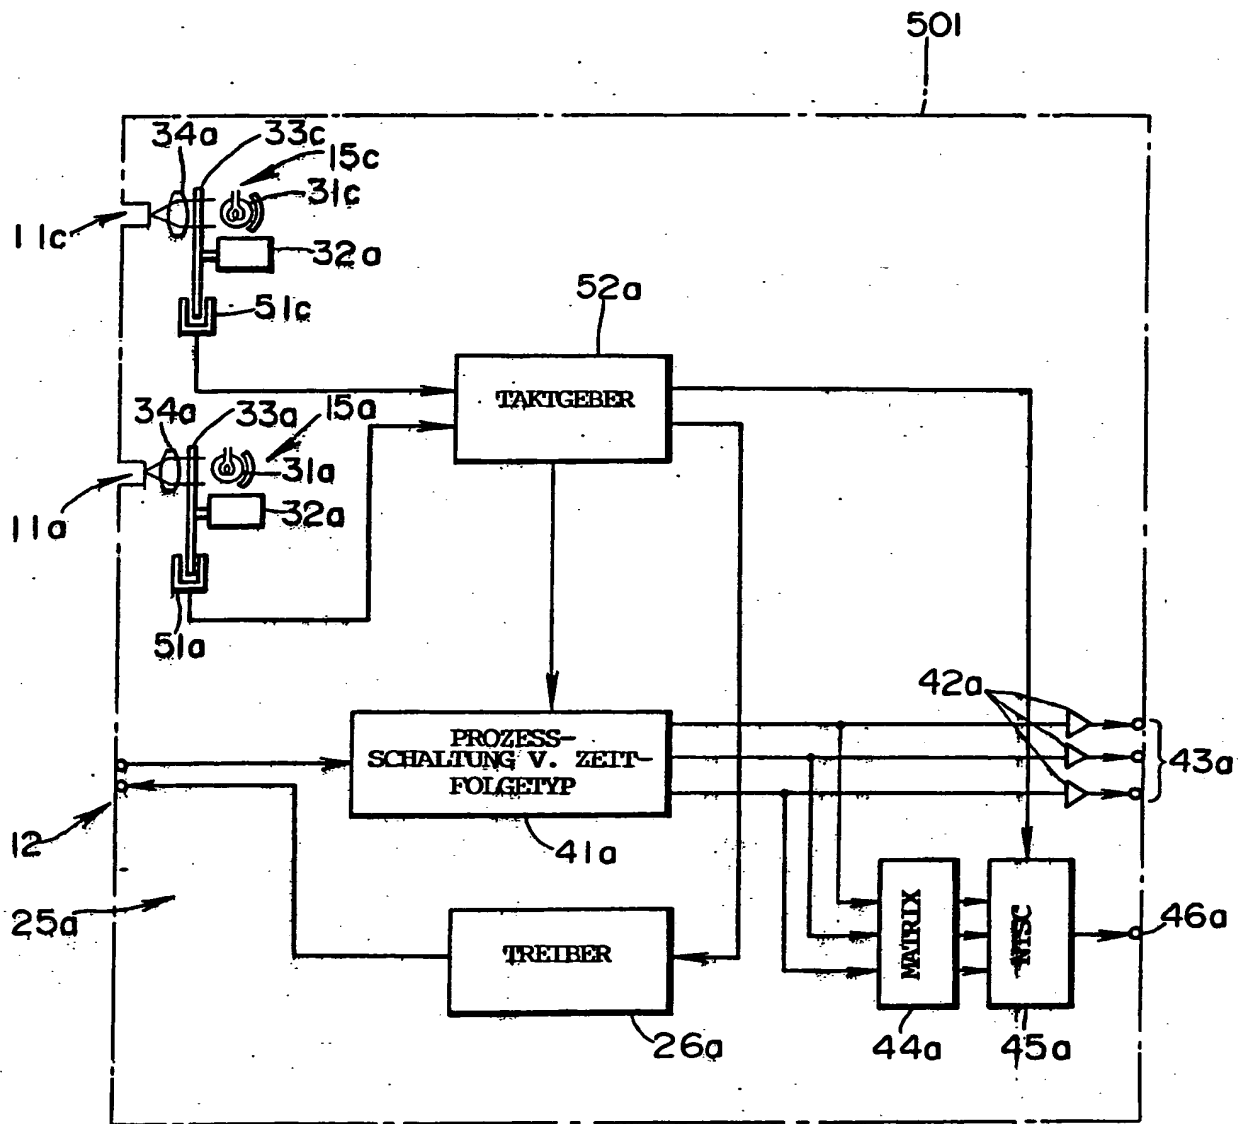 501
34a
33c
15c
31c
11c
32a
51c
52a
TAKTGEBER
34a
33a
15a
31a
11a
32a
51a
42a
PROZESS-
SCHALTUNG V. ZEIT-
FOLGETYP
43a
12
41a
25a
MATRIX
NTSC
46a
TREIBER
26a
44a
45a